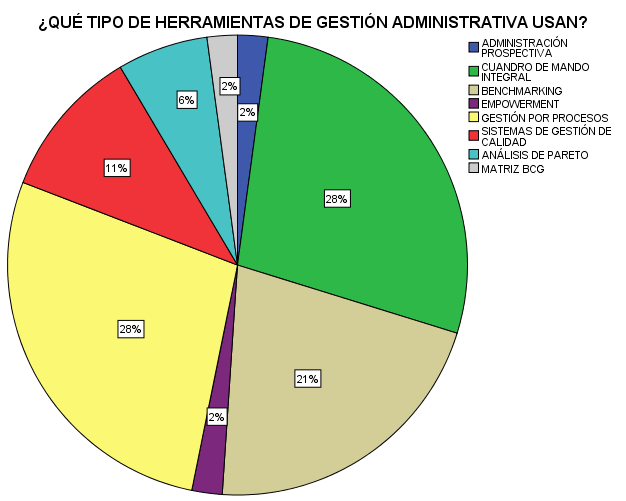 ¿QUÉ TIPO DE HERRAMIENTAS DE GESTIÓN ADMINISTRATIVA USAN?
ADMINISTRACIÓN
PROSPECTIVA
CUANDRO DE MANDO
INTEGRAL
BENCHMARKING
EMPOWERMENT
GESTIÓN POR PROCESOS
SISTEMAS DE GESTIÓN DE
CALIDAD
ANÁLISIS DE PARETO
MATRIZ BCG
2%
2%
6%
11%
28%
28%
21%
2%